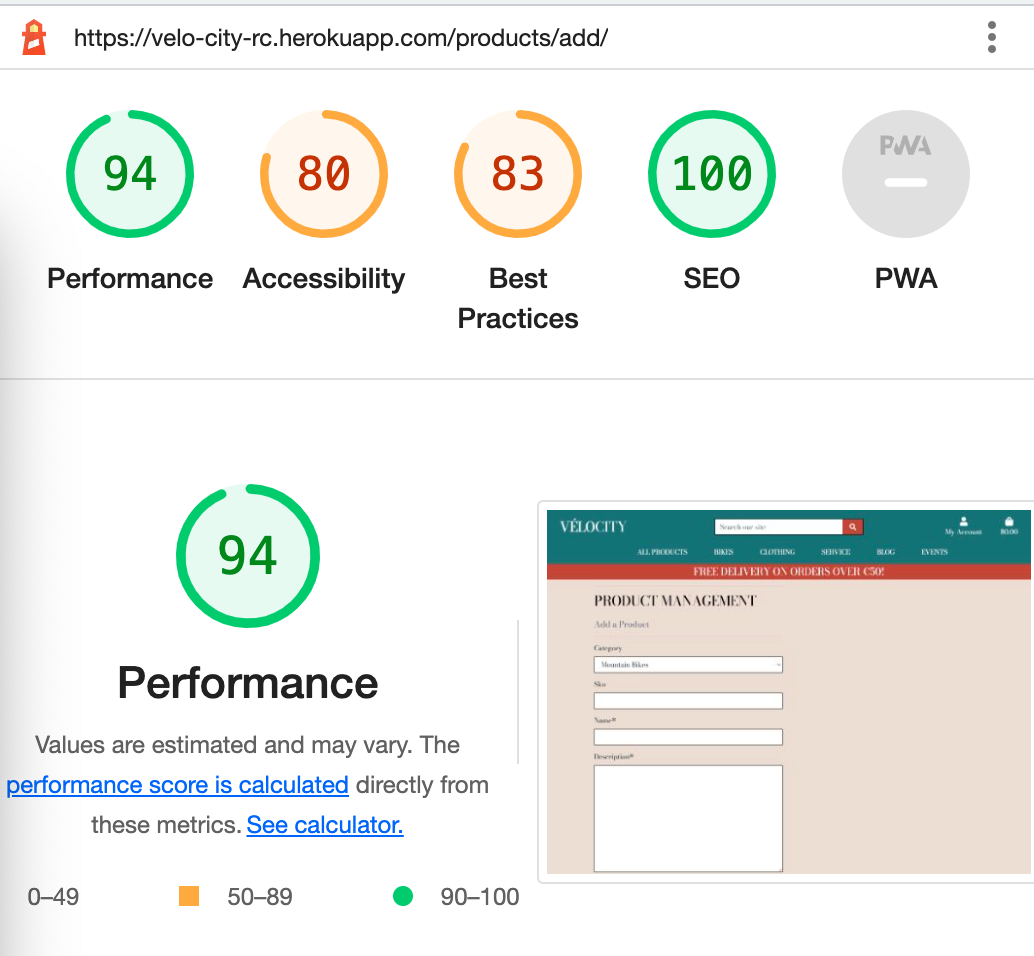 https://velo-city-rc.herokuapp.com/products/add/
94
80
83
100
PWA
Performance
Accessibility
Best
Practices
SEO
PWA
94
Performance
Values are estimated and may vary. The
performance score is calculated directly from
these metrics. See calculator.
0–49
50–89
90–100
VÉLOCITY
Search our site
My Account
$0.00
ALL PRODUCTS
BIKES
CLOTHING
SERVICE
BLOG
EVENTS
FREE DELIVERY ON ORDERS OVER €50!
PRODUCT MANAGEMENT
Add a Product
Category
Mountain Bikes
Sku
Name*
Description*